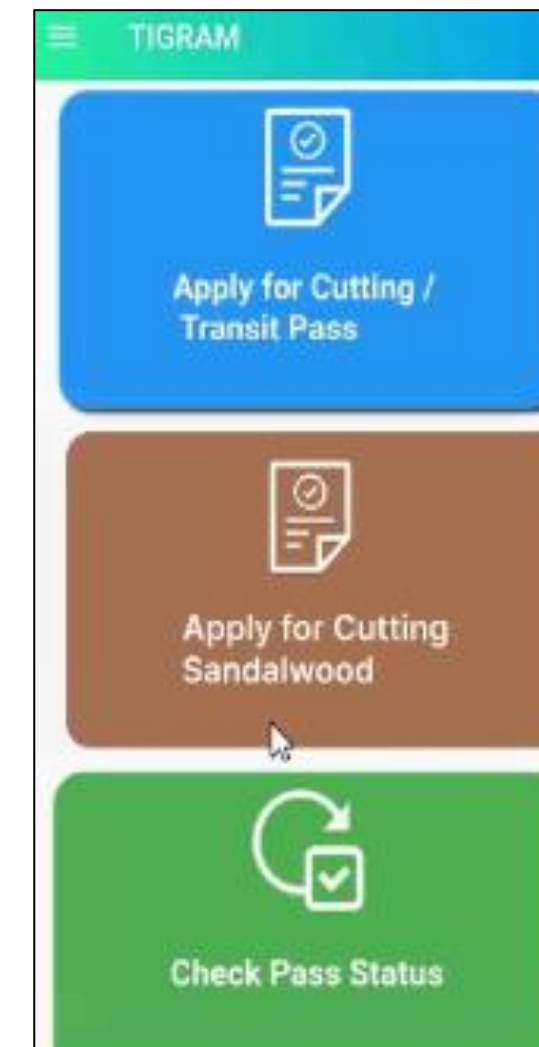 TIGRAM
Apply for Cutting /
Transit Pass
Apply for Cutting
Sandalwood
Check Pass Status